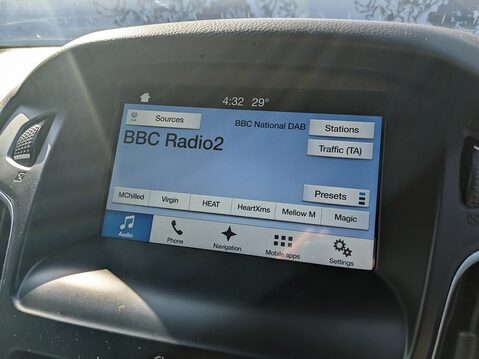 4:32 29°
Sources
BBC National DAB
Stations
BBC Radio2
Traffic (TA)
Presets
MChilled
Virgin
HEAT
HeartXms
Mellow M
Magic
Audio
Phone
Navigation
Mobile apps
Settings